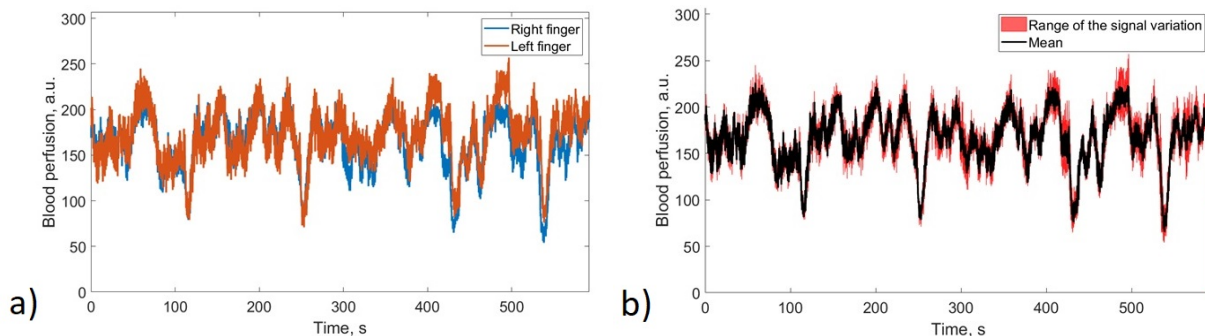 300
250
200
150
100
50
0
Blood perfusion, a.u.
Right finger
Left finger
0 100 200 300 400 500
Time, s
a)
300
250
200
150
100
50
0
Blood perfusion, a.u.
Range of the signal variation
Mean
0 100 200 300 400 500
Time, s
b)